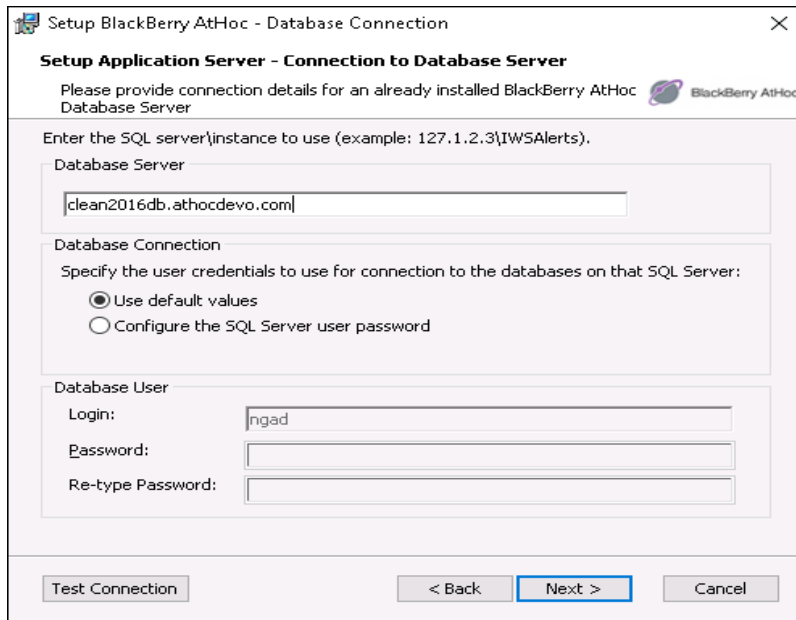 Setup BlackBerry AtHoc - Database Connection
Setup Application Server - Connection to Database Server
Please provide connection details for an already installed BlackBerry AtHoc
Database Server
BlackBerry AtHoc
Enter the SQL server\instance to use (example: 127.1.2.3\IWSAlerts).
Database Server
clean2016db.athocdevo.com
Database Connection
Specify the user credentials to use for connection to the databases on that SQL Server:
Use default values
Configure the SQL Server user password
Database User
Login:
ngad
Password:
Re-type Password:
Test Connection
< Back
Next >
Cancel